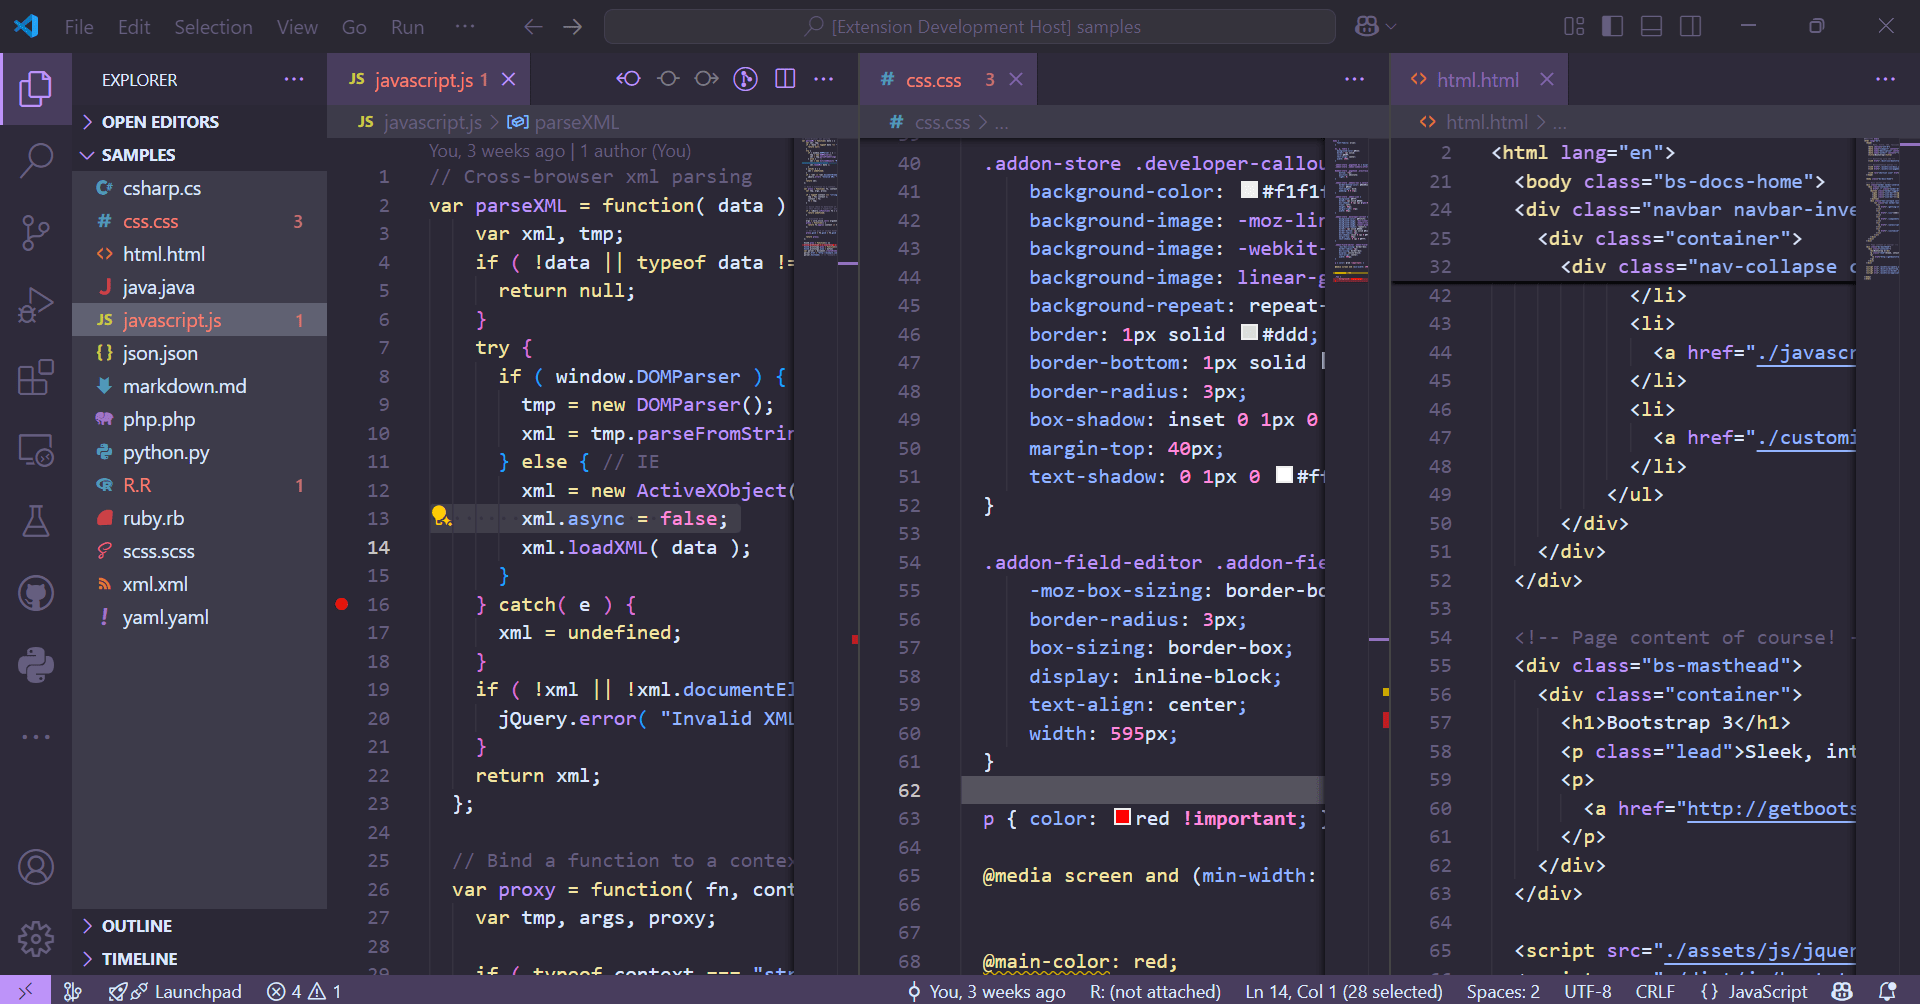 File Edit Selection View Go Run ···
[Extension Development Host] samples
EXPLORER
OPEN EDITORS
SAMPLES
csharp.cs
css.css 3
html.html
java.java
javascript.js 1
json.json
markdown.md
php.php
python.py
R.R 1
ruby.rb
scss.scss
xml.xml
yaml.yaml
OUTLINE
TIMELINE
JS javascript.js 1
JS javascript.js > parseXML
You, 3 weeks ago | 1 author (You)
1 // Cross-browser xml parsing
2 var parseXML = function( data )
3 var xml, tmp;
4 if ( !data || typeof data !=
5 return null;
6 }
7 try {
8 if ( window.DOMParser ) {
9 tmp = new DOMParser();
10 xml = tmp.parseFromStrin
11 } else { // IE
12 xml = new ActiveXObject(
13 xml.async = false;
14 xml.loadXML( data );
15 }
16 } catch( e ) {
17 xml = undefined;
18 }
19 if ( !xml || !xml.documentEl
20 jQuery.error( "Invalid XML
21 }
22 return xml;
23 };
24
25 // Bind a function to a contex
26 var proxy = function( fn, cont
27 var tmp, args, proxy;
28
29 if ( typeof context === "str
# css.css 3
# css.css > ...
39
40 .addon-store .developer-callou
41 background-color: #f1f1f
42 background-image: -moz-lin
43 background-image: -webkit-
44 background-image: linear-g
45 background-repeat: repeat-
46 border: 1px solid #ddd;
47 border-bottom: 1px solid
48 border-radius: 3px;
49 box-shadow: inset 0 1px 0
50 margin-top: 40px;
51 text-shadow: 0 1px 0 #ff
52 }
53
54 .addon-field-editor .addon-fie
55 -moz-box-sizing: border-bo
56 border-radius: 3px;
57 box-sizing: border-box;
58 display: inline-block;
59 text-align: center;
60 width: 595px;
61 }
62
63 p { color: red !important; }
64
65 @media screen and (min-width:
66
67
68 @main-color: red;
<> html.html
<> html.html > ...
2 <html lang="en">
21 <body class="bs-docs-home">
24 <div class="navbar navbar-inve
25 <div class="container">
32 <div class="nav-collapse c
42 </li>
43 <li>
44 <a href="./javascr
45 </li>
46 <li>
47 <a href="./customi
48 </li>
49 </ul>
50 </div>
51 </div>
52 </div>
53
54 <!-- Page content of course! -
55 <div class="bs-masthead">
56 <div class="container">
57 <h1>Bootstrap 3</h1>
58 <p class="lead">Sleek, int
59 <p>
60 <a href="http://getboots
61 </p>
62 </div>
63 </div>
64
65 <script src="./assets/js/jquer
Launchpad 4 1 You, 3 weeks ago R: (not attached) Ln 14, Col 1 (28 selected) Spaces: 2 UTF-8 CRLF {} JavaScript